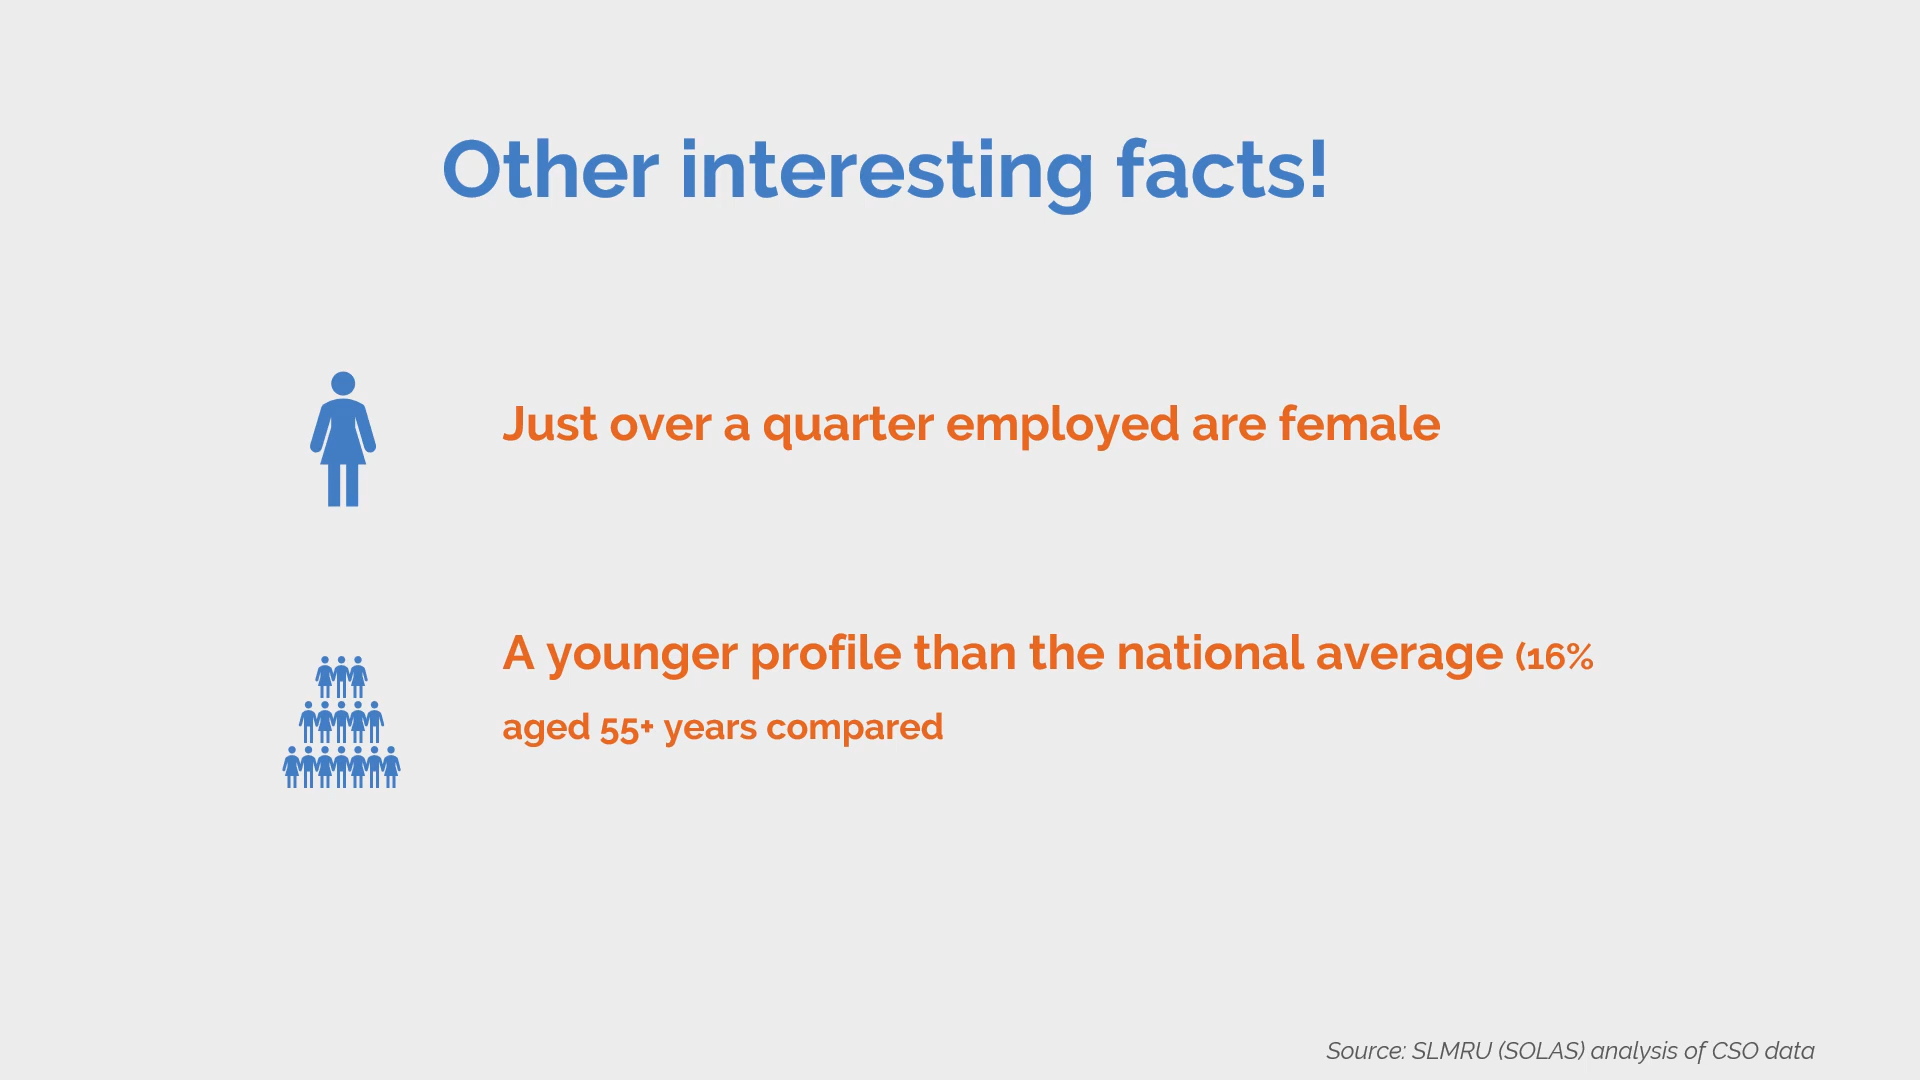 Other interesting facts!
Just over a quarter employed are female
A younger profile than the national average (16%
aged 55+ years compared
Source: SLMRU (SOLAS) analysis of CSO data